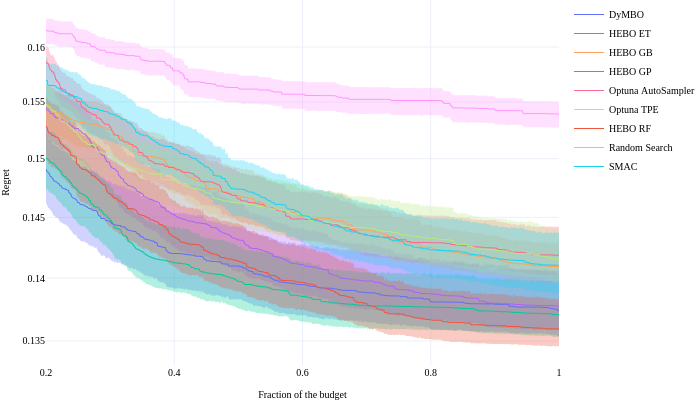 0.16
0.155
0.15
0.145
0.14
0.135
Regret
0.2
0.4
0.6
0.8
1
Fraction of the budget
DyMBO
HEBO ET
HEBO GB
HEBO GP
Optuna AutoSampler
Optuna TPE
HEBO RF
Random Search
SMAC